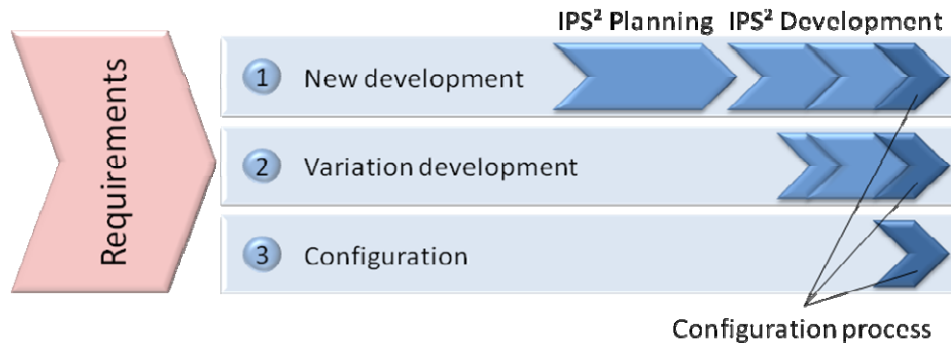 IPS² Planning IPS² Development
Requirements
1 New development
2 Variation development
3 Configuration
Configuration process